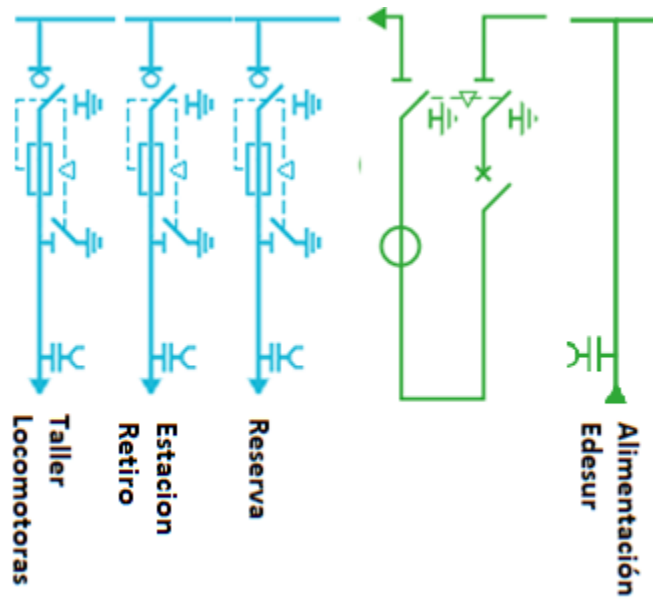 Taller
Locomotoras
Estacion
Retiro
Reserva
Alimentación
Edesur